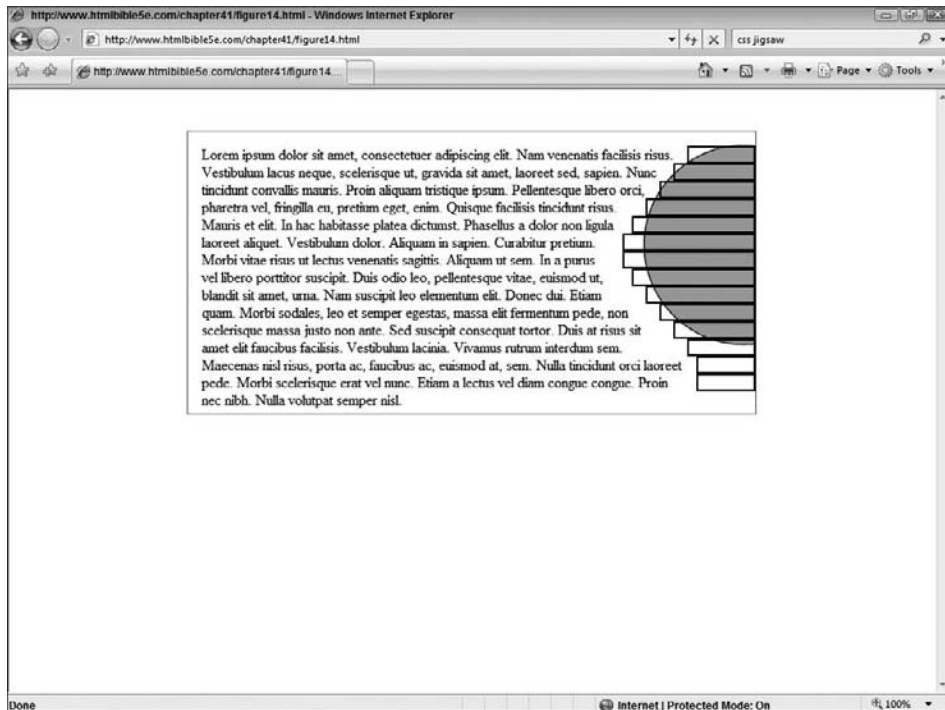 http://www.htmlbible5e.com/chapter41/figure14.html - Windows Internet Explorer
http://www.htmlbible5e.com/chapter41/figure14.html
css jigsaw
http://www.htmlbible5e.com/chapter41/figure14...
Page
Tools
Lorem ipsum dolor sit amet, consectetuer adipiscing elit. Nam venenatis facilisis risus.
Vestibulum lacus neque, scelerisque ut, gravida sit amet, laoreet sed, sapien. Nunc
tincidunt convallis mauris. Proin aliquam tristique ipsum. Pellentesque libero orci,
pharetra vel, fringilla eu, pretium eget, enim. Quisque facilisis tincidunt risus.
Mauris et elit. In hac habitasse platea dictumst. Phasellus a dolor non ligula
laoreet aliquet. Vestibulum dolor. Aliquam in sapien. Curabitur pretium.
Morbi vitae risus ut lectus venenatis sagittis. Aliquam ut sem. In a purus
vel libero porttitor suscipit. Duis odio leo, pellentesque vitae, euismod ut,
blandit sit amet, urna. Nam suscipit leo elementum elit. Donec dui. Etiam
quam. Morbi sodales, leo et semper egestas, massa elit fermentum pede, non
scelerisque massa justo non ante. Sed suscipit consequat tortor. Duis at risus sit
amet elit faucibus facilisis. Vestibulum lacinia. Vivamus rutrum interdum sem.
Maecenas nisl risus, porta ac, faucibus ac, euismod at, sem. Nulla tincidunt orci laoreet
pede. Morbi scelerisque erat vel nunc. Etiam a lectus vel diam congue congue. Proin
nec nibh. Nulla volutpat semper nisl.
Done
Internet | Protected Mode: On
100%